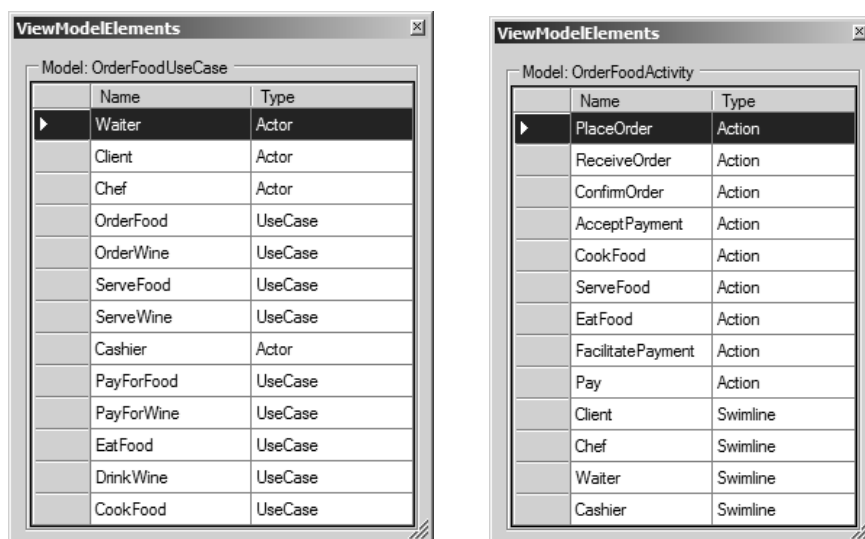 ViewModelElements
Model: OrderFoodUseCase
Name Type
Waiter Actor
Client Actor
Chef Actor
OrderFood UseCase
OrderWine UseCase
ServeFood UseCase
ServeWine UseCase
Cashier Actor
PayForFood UseCase
PayForWine UseCase
EatFood UseCase
DrinkWine UseCase
CookFood UseCase
ViewModelElements
Model: OrderFoodActivity
Name Type
PlaceOrder Action
ReceiveOrder Action
ConfirmOrder Action
AcceptPayment Action
CookFood Action
ServeFood Action
EatFood Action
FacilitatePayment Action
Pay Action
Client Swimline
Chef Swimline
Waiter Swimline
Cashier Swimline